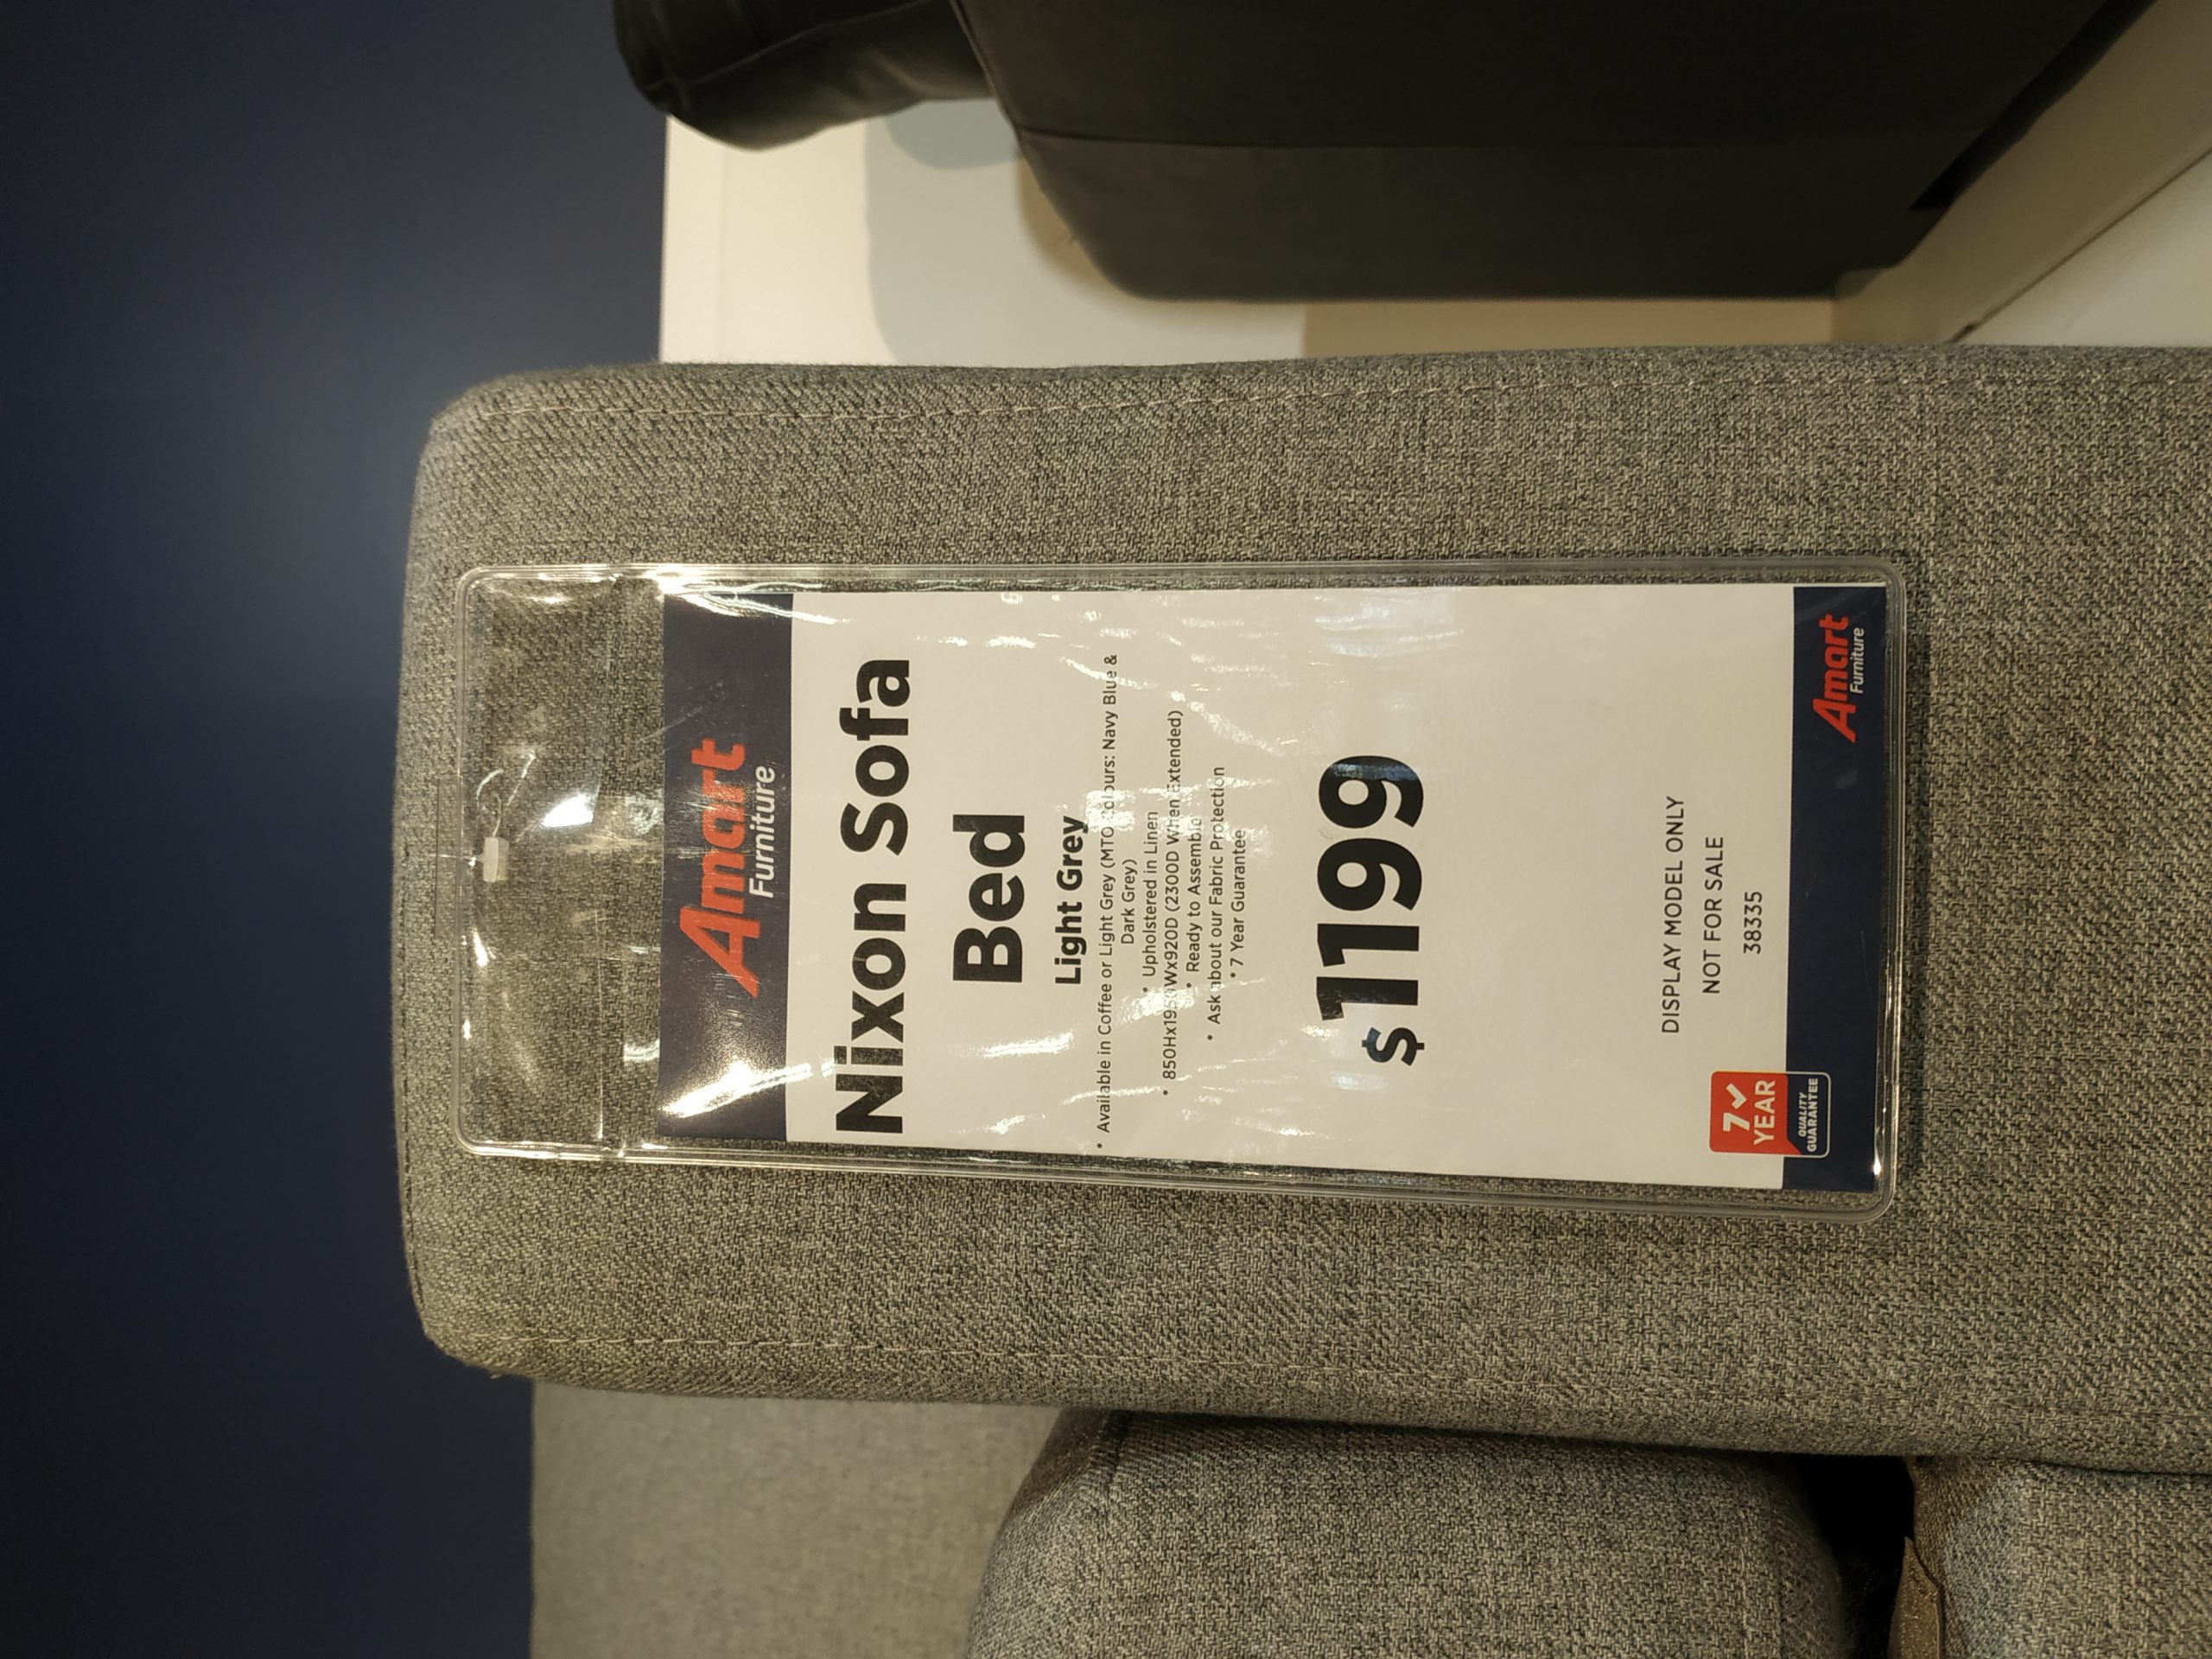 Amart
Furniture
Nixon Sofa
Bed
Light Grey
• Available in Coffee or Light Grey (MTO Colours: Navy Blue &
Dark Grey)
• Upholstered in Linen
• 850Hx1950Wx920D (2300D When Extended)
• Ready to Assemble
• Ask about our Fabric Protection
• 7 Year Guarantee
$1199
DISPLAY MODEL ONLY
NOT FOR SALE
38335
7
YEAR
QUALITY
GUARANTEE
Amart
Furniture